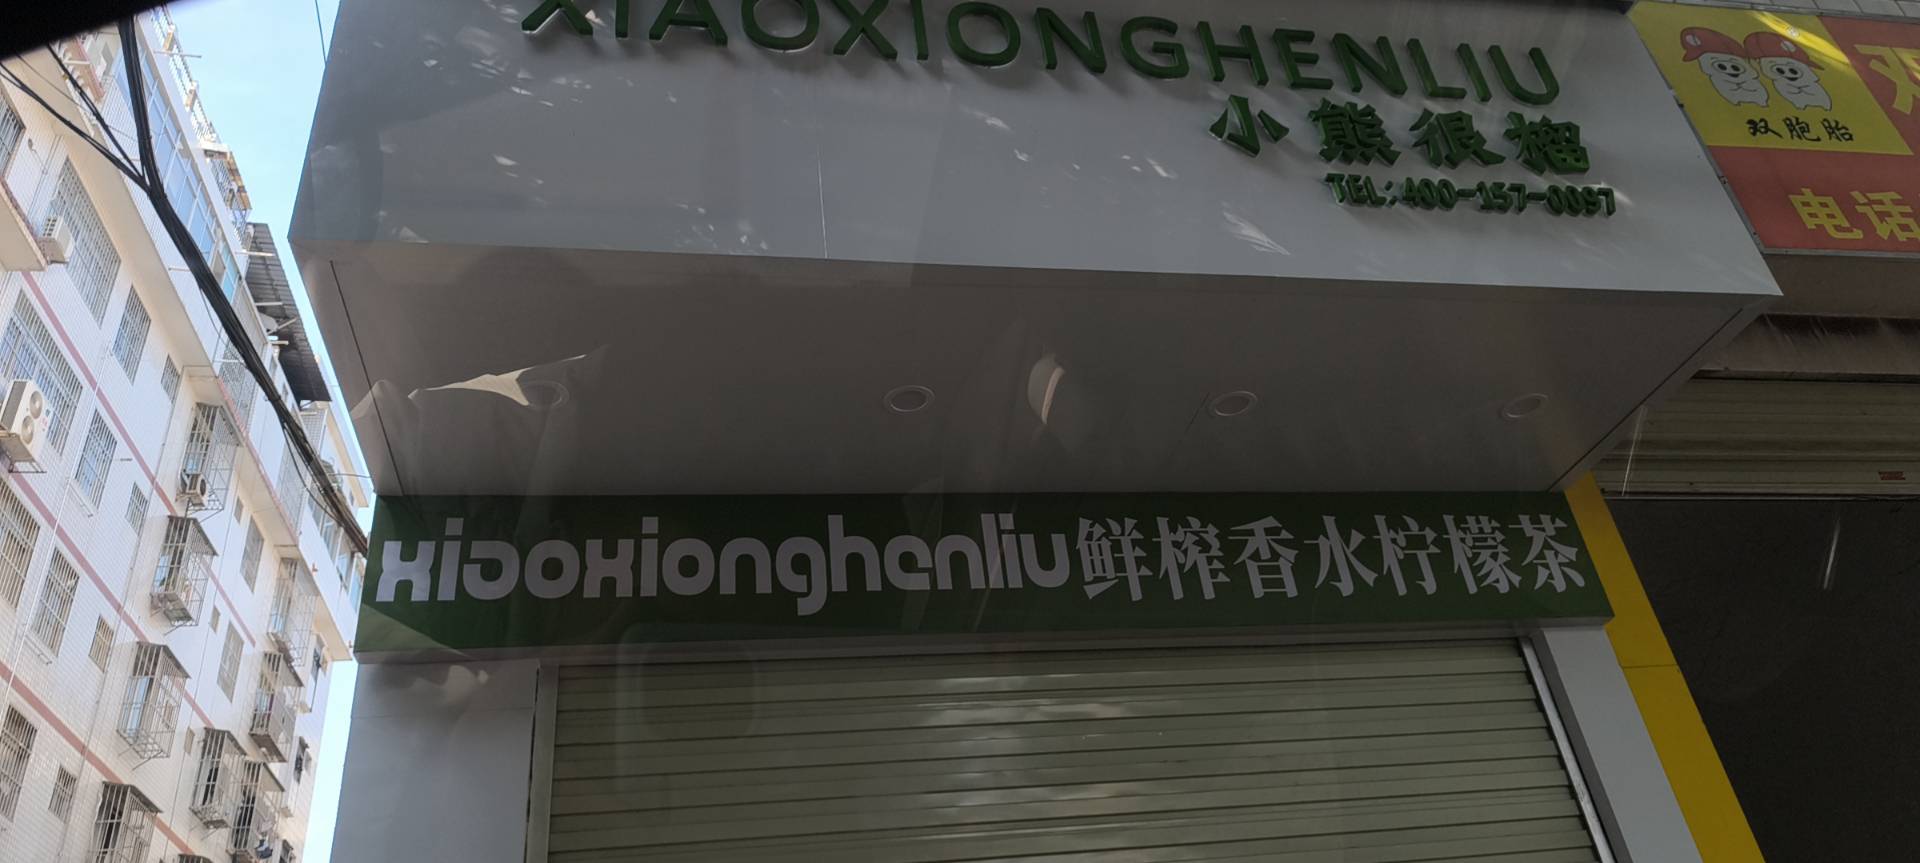 XIAOXIONGHENLIU
小熊很榴
TEL:400-157-0097
双胞胎
电话
xiaoxionghenliu鲜榨香水柠檬茶